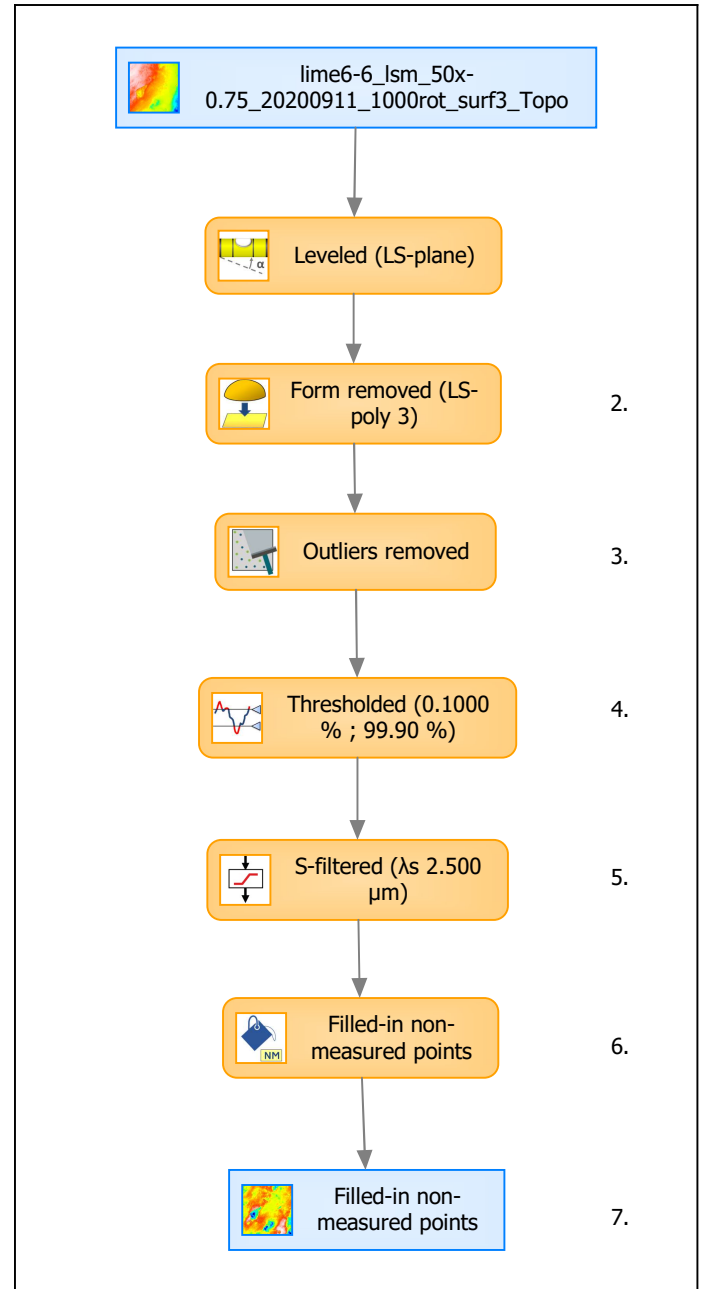 lime6-6_lsm_50x-
0.75_20200911_1000rot_surf3_Topo
α
Leveled (LS-plane)
Form removed (LS-
poly 3)
2.
Outliers removed
3.
Thresholded (0.1000
% ; 99.90 %)
4.
S-filtered (λs 2.500
µm)
5.
NM
Filled-in non-
measured points
6.
Filled-in non-
measured points
7.